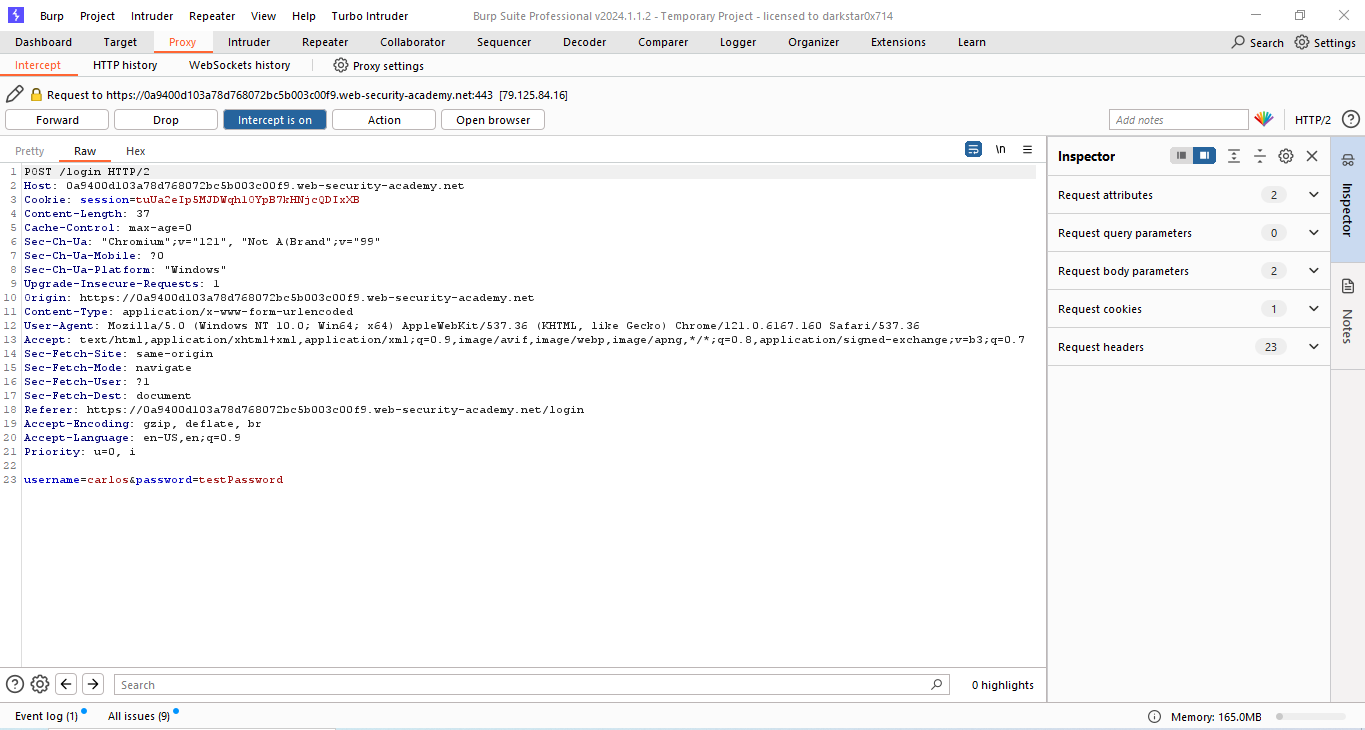 Burp Project Intruder Repeater View Help Turbo Intruder Burp Suite Professional v2024.1.1.2 - Temporary Project - licensed to darkstar0x714
Dashboard Target Proxy Intruder Repeater Collaborator Sequencer Decoder Comparer Logger Organizer Extensions Learn Search Settings
Intercept HTTP history WebSockets history Proxy settings
Request to https://0a9400d103a78d768072bc5b003c00f9.web-security-academy.net:443 [79.125.84.16]
Forward Drop Intercept is on Action Open browser Add notes HTTP/2
Pretty Raw Hex \n
1 POST /login HTTP/2
2 Host: 0a9400d103a78d768072bc5b003c00f9.web-security-academy.net
3 Cookie: session=tuUa2eIp5MJDWqhl0YpB7kHNjcQDIxXB
4 Content-Length: 37
5 Cache-Control: max-age=0
6 Sec-Ch-Ua: "Chromium";v="121", "Not A(Brand";v="99"
7 Sec-Ch-Ua-Mobile: ?0
8 Sec-Ch-Ua-Platform: "Windows"
9 Upgrade-Insecure-Requests: 1
10 Origin: https://0a9400d103a78d768072bc5b003c00f9.web-security-academy.net
11 Content-Type: application/x-www-form-urlencoded
12 User-Agent: Mozilla/5.0 (Windows NT 10.0; Win64; x64) AppleWebKit/537.36 (KHTML, like Gecko) Chrome/121.0.6167.160 Safari/537.36
13 Accept: text/html,application/xhtml+xml,application/xml;q=0.9,image/avif,image/webp,image/apng,*/*;q=0.8,application/signed-exchange;v=b3;q=0.7
14 Sec-Fetch-Site: same-origin
15 Sec-Fetch-Mode: navigate
16 Sec-Fetch-User: ?1
17 Sec-Fetch-Dest: document
18 Referer: https://0a9400d103a78d768072bc5b003c00f9.web-security-academy.net/login
19 Accept-Encoding: gzip, deflate, br
20 Accept-Language: en-US,en;q=0.9
21 Priority: u=0, i
22
23 username=carlos&password=testPassword
Inspector
Request attributes 2
Request query parameters 0
Request body parameters 2
Request cookies 1
Request headers 23
Inspector
Notes
Search 0 highlights
Event log (1) All issues (9) Memory: 165.0MB